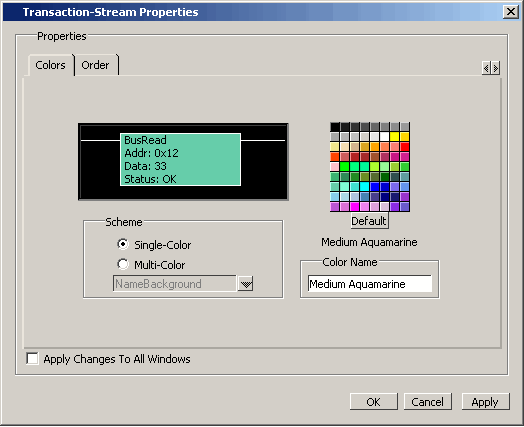 Transaction-Stream Properties
Properties
Colors
Order
BusRead
Addr: 0x12
Data: 33
Status: OK
Default
Medium Aquamarine
Scheme
Single-Color
Multi-Color
NameBackground
Color Name
Medium Aquamarine
Apply Changes To All Windows
OK
Cancel
Apply